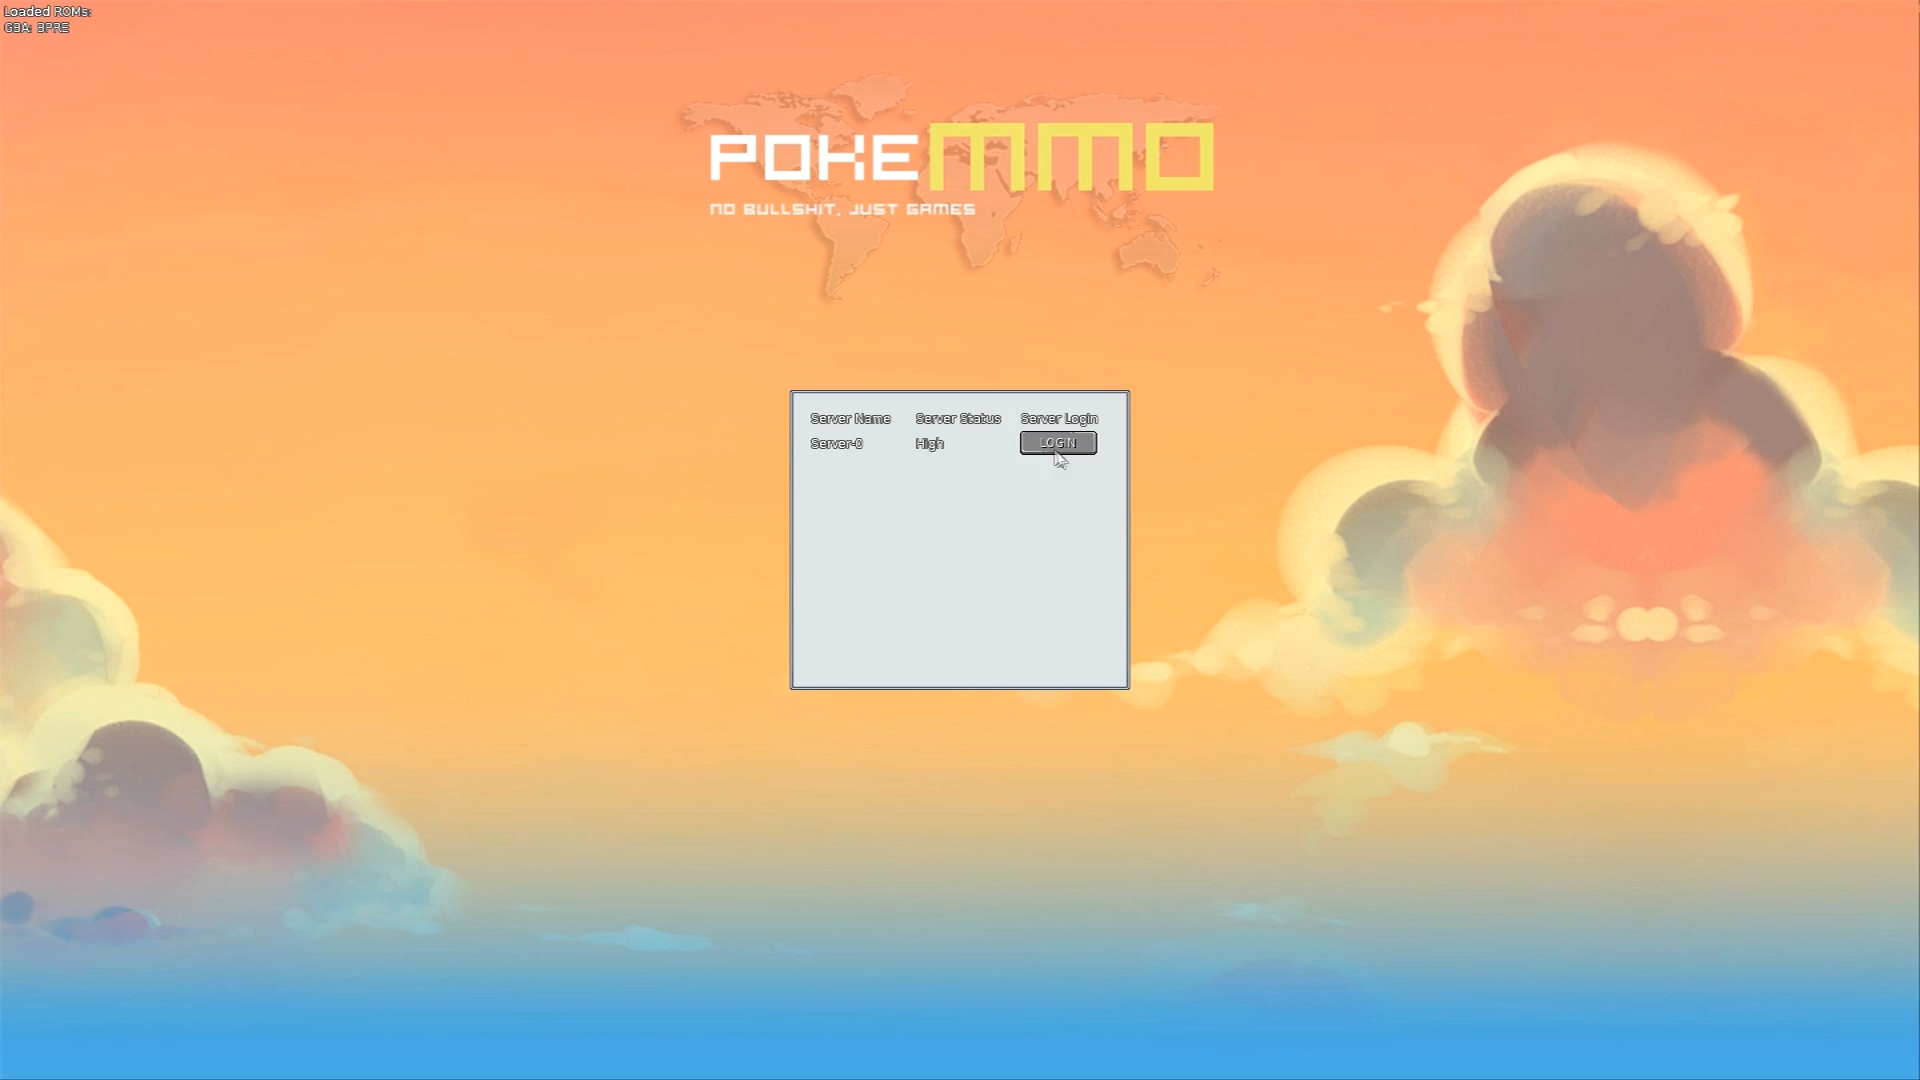 Loaded ROMs:
GBA: BPRE
POKEMMO
NO BULLSHIT, JUST GAMES
Server Name Server Status Server Login
Server-0 High LOGIN